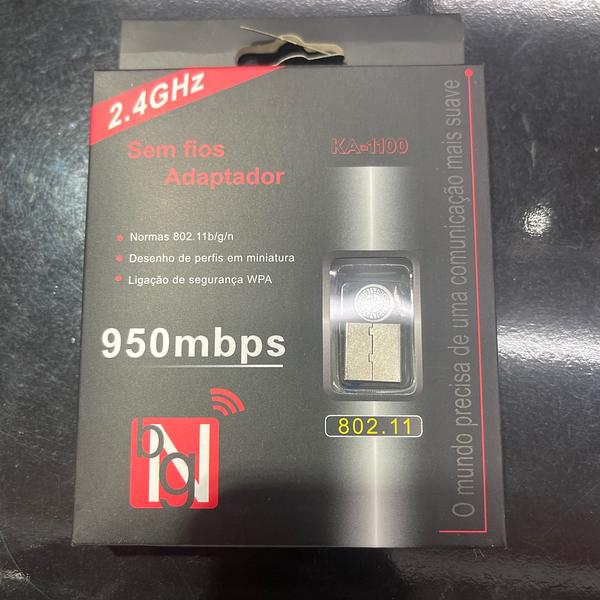 2.4GHz
Sem fios
Adaptador
KA-1100
Normas 802.11b/g/n
Desenho de perfis em miniatura
Ligação de segurança WPA
950mbps
802.11
bgN
O mundo precisa de uma comunicação mais suave